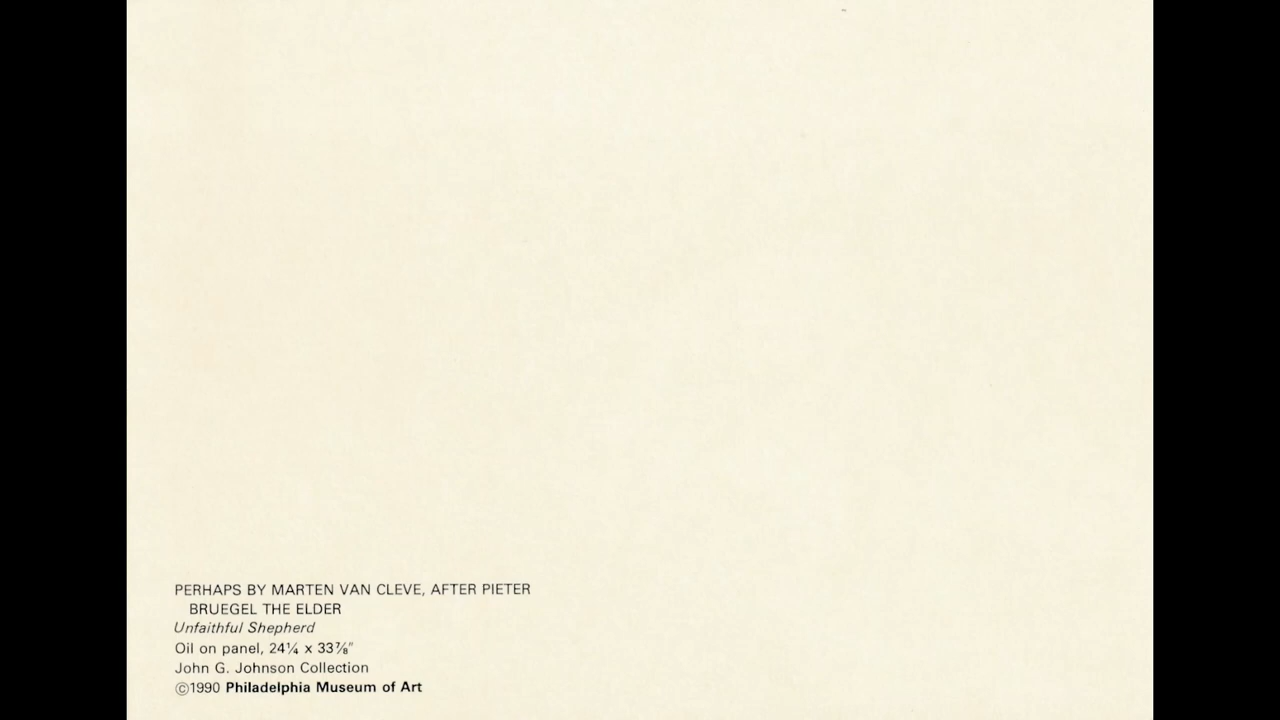 PERHAPS BY MARTEN VAN CLEVE, AFTER PIETER
BRUEGEL THE ELDER
Unfaithful Shepherd
Oil on panel, 24¼ x 33⅞"
John G. Johnson Collection
©1990 Philadelphia Museum of Art